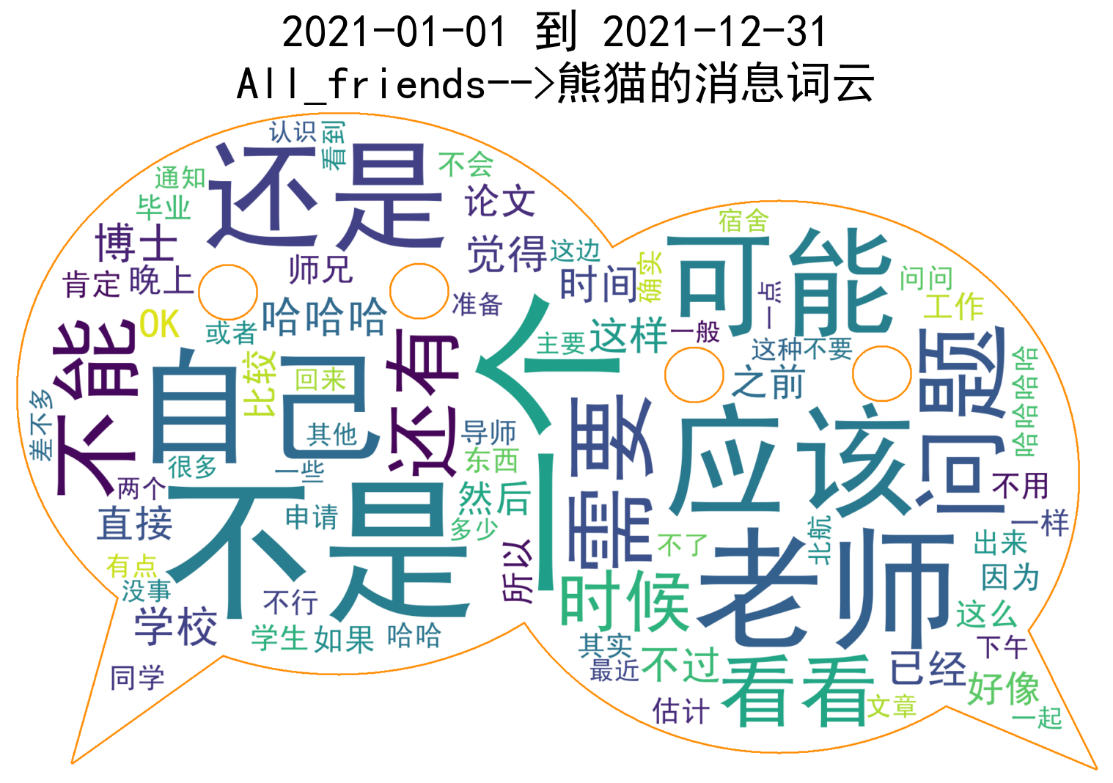 2021-01-01 到 2021-12-31
All_friends-->熊猫的消息词云
认识
看到
还是
不会
通知
毕业
论文
博士
觉得
这边
师兄
肯定
晚上
准备
OK
或者
哈哈哈
不能
自己
还有
比较
回来
其他
差不多
很多
一些
导师
东西
然后
两个
直接
申请
多少
不是
有点
没事
不行
所以
学校
学生
如果
哈哈
同学
一个
宿舍
可能
确实
时间
一点
问问
工作
主要
这样
一般
这种
不要
之前
问题
哈哈哈哈
需要
应该
不用
一样
北航
不了
出来
因为
时候
老师
这么
其实
最近
不过
已经
下午
看看
好像
估计
文章
一起